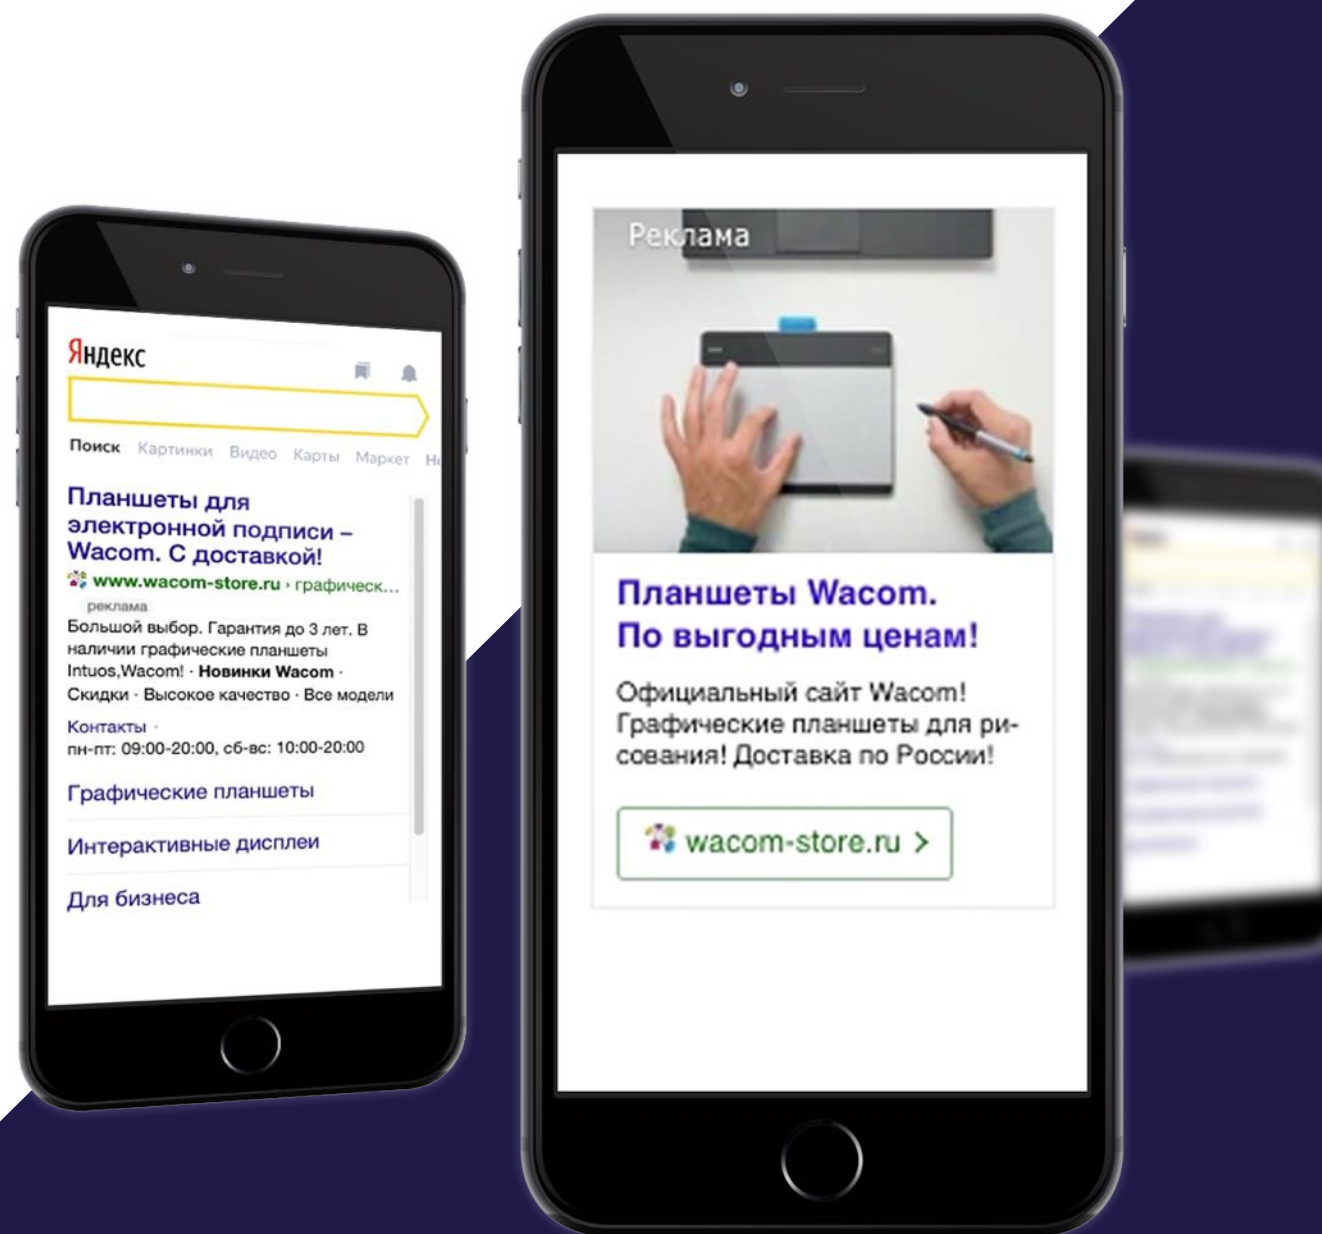 Яндекс
Поиск Картинки Видео Карты Маркет
Планшеты для
электронной подписи –
Wacom. С доставкой!
www.wacom-store.ru › графическ...
реклама
Большой выбор. Гарантия до 3 лет. В
наличии графические планшеты
Intuos,Wacom! · Новинки Wacom ·
Скидки · Высокое качество · Все модели
Контакты ·
пн-пт: 09:00-20:00, сб-вс: 10:00-20:00
Графические планшеты
Интерактивные дисплеи
Для бизнеса
Реклама
Планшеты Wacom.
По выгодным ценам!
Официальный сайт Wacom!
Графические планшеты для ри-
сования! Доставка по России!
wacom-store.ru >